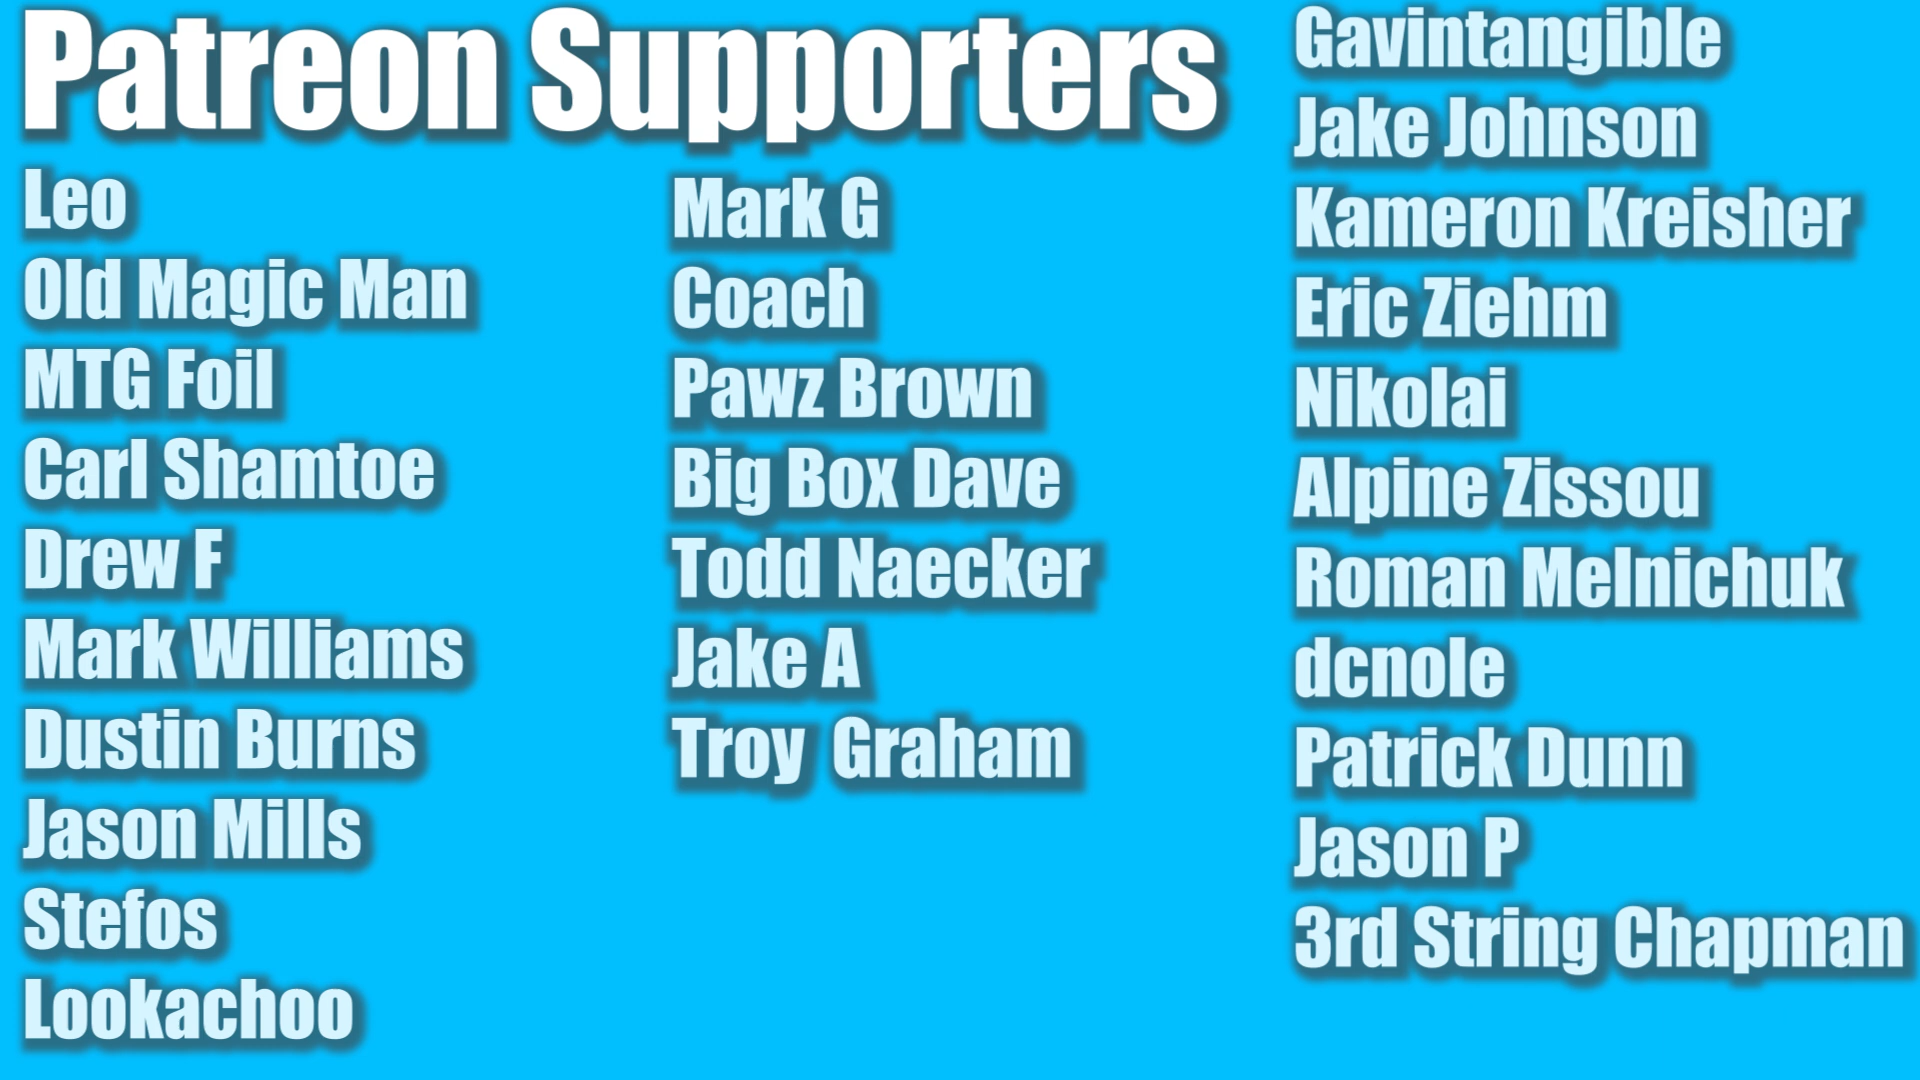 Patreon Supporters
Leo
Old Magic Man
MTG Foil
Carl Shamtoe
Drew F
Mark Williams
Dustin Burns
Jason Mills
Stefos
Lookachoo
Mark G
Coach
Pawz Brown
Big Box Dave
Todd Naecker
Jake A
Troy  Graham
Gavintangible
Jake Johnson
Kameron Kreisher
Eric Ziehm
Nikolai
Alpine Zissou
Roman Melnichuk
dcnole
Patrick Dunn
Jason P
3rd String Chapman